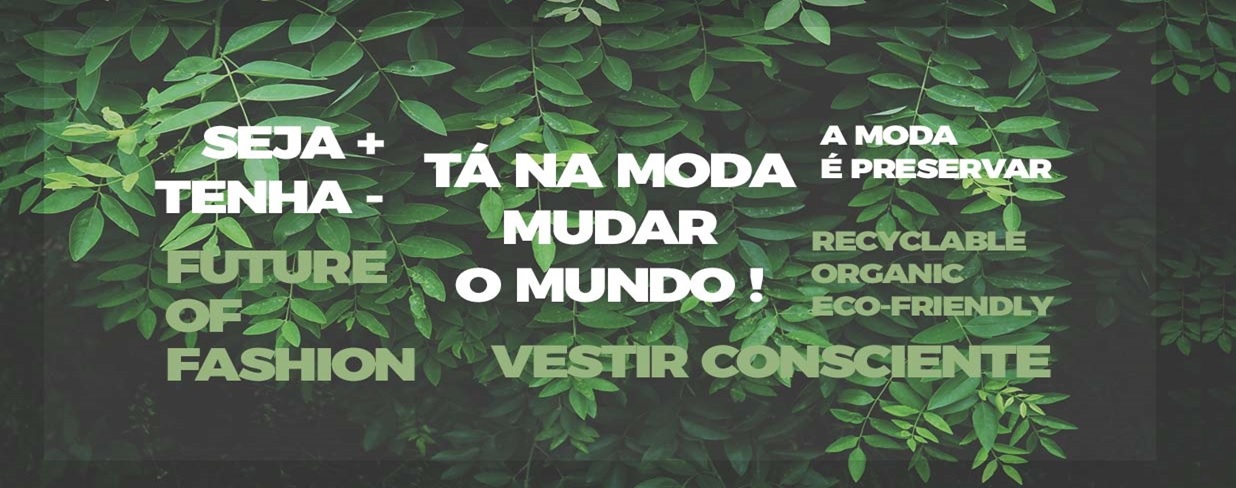 SEJA +
TENHA -
FUTURE
OF
FASHION
TÁ NA MODA
MUDAR
O MUNDO !
A MODA
É PRESERVAR
RECYCLABLE
ORGANIC
ECO-FRIENDLY
VESTIR CONSCIENTE